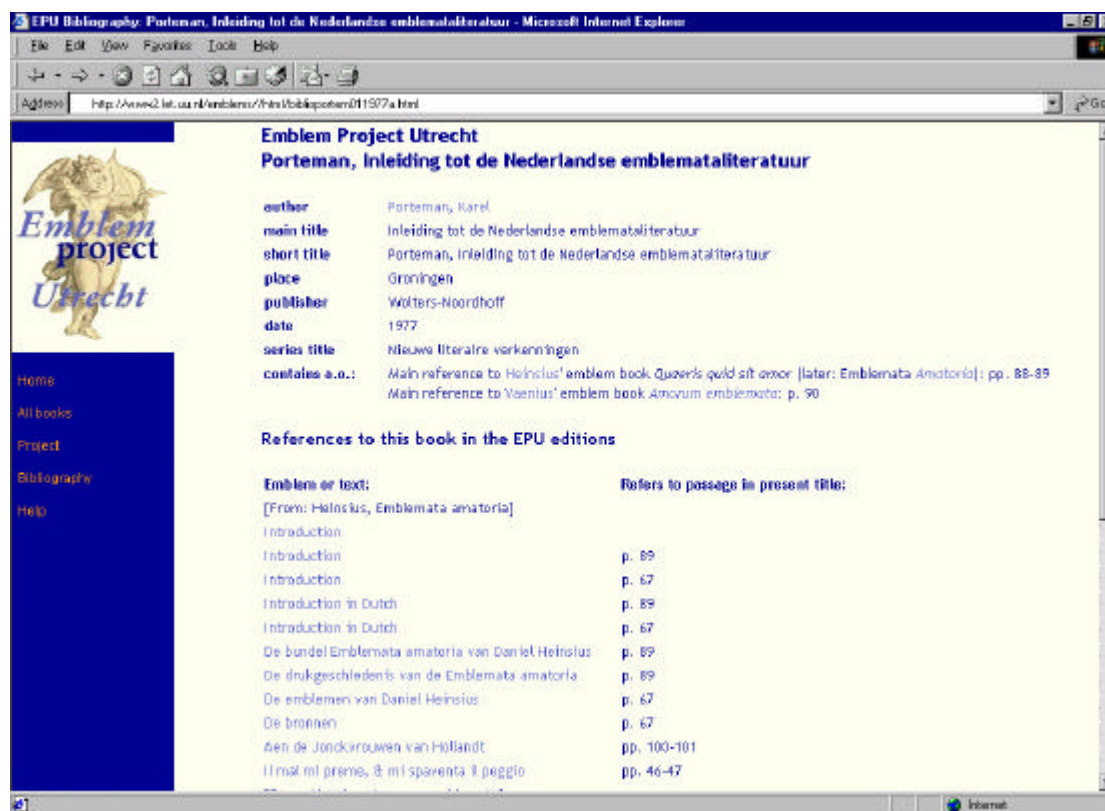 EPU Bibliography: Porteman, Inleiding tot de Nederlandse emblemataliteratuur - Microsoft Internet Explorer
File Edit View Favorites Tools Help
Address
Go
Emblem Project Utrecht
Porteman, Inleiding tot de Nederlandse emblemataliteratuur
Emblem
project
Utrecht
Home
All books
Project
Bibliography
Help
author Porteman, Karel
main title Inleiding tot de Nederlandse emblemataliteratuur
short title Porteman, Inleiding tot de Nederlandse emblemataliteratuur
place Groningen
publisher Wolters-Noordhoff
date 1977
series title Nieuwe literaire verkenningen
contains a.o.: Main reference to Heinsius' emblem book Quaeris quid sit amor (later: Emblemata Amatoria): pp. 88-89
Main reference to Vaenius' emblem book Amorum emblemata: p. 90
References to this book in the EPU editions
Emblem or text: Refers to passage in present title:
[From: Heinsius, Emblemata amatoria]
Introduction
Introduction p. 89
Introduction p. 67
Introduction in Dutch p. 89
Introduction in Dutch p. 67
De bundel Emblemata amatoria van Daniel Heinsius p. 89
De drukgeschiedenis van de Emblemata amatoria p. 89
De emblemen van Daniel Heinsius p. 67
De bronnen p. 67
Aen de Jonckvrouwen van Hollandt pp. 100-101
Il mal mi preme, & mi spaventa il peggio pp. 46-47
Internet